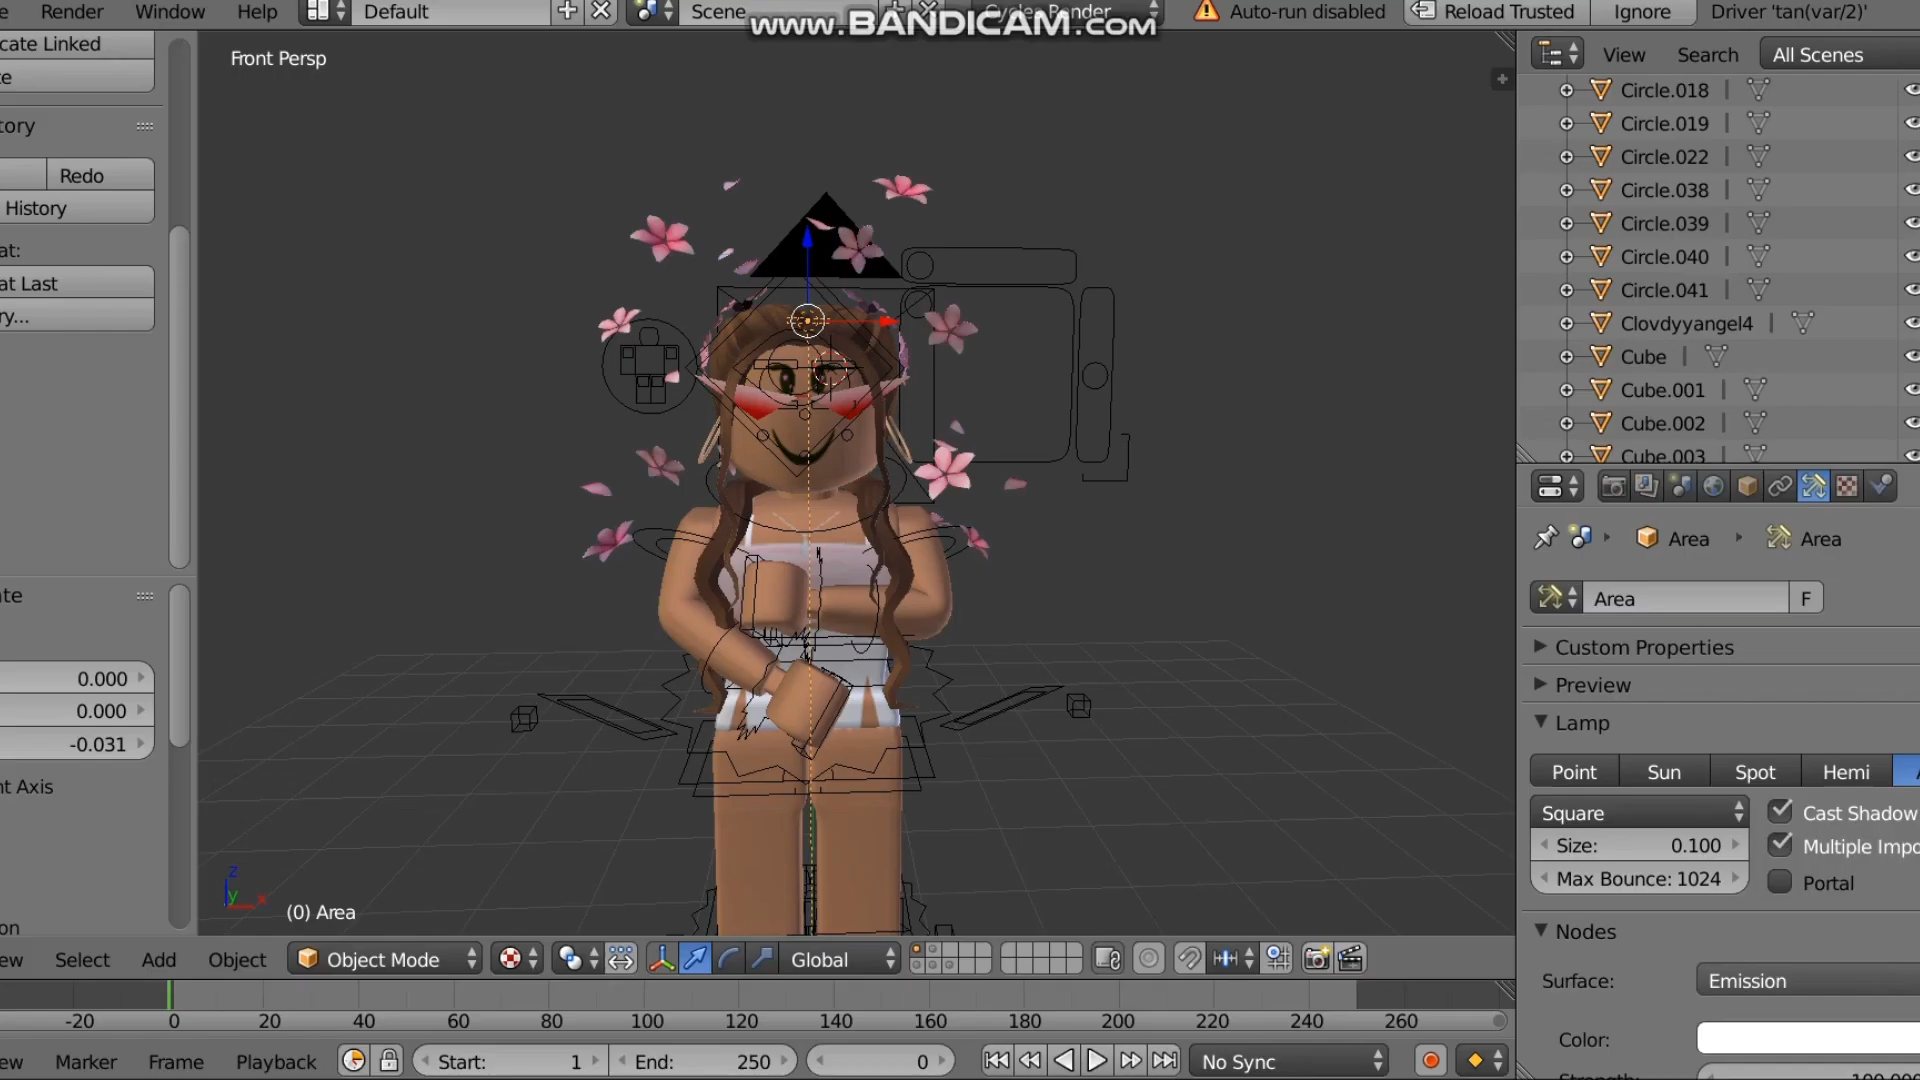 Render Window Help Default Scene Cycles Render Auto-run disabled Reload Trusted Ignore Driver 'tan(var/2)'
www.BANDICAM.com
cate Linked
te
tory
Redo
History
at:
at Last
ry...
ate
0.000
0.000
-0.031
nt Axis
on
Front Persp
(0) Area
z
y
x
View Search All Scenes
Circle.018
Circle.019
Circle.022
Circle.038
Circle.039
Circle.040
Circle.041
Clovdyyangel4
Cube
Cube.001
Cube.002
Cube.003
Area Area
Area F
Custom Properties
Preview
Lamp
Point Sun Spot Hemi
Square Cast Shadow
Size: 0.100 Multiple Impo
Max Bounce: 1024 Portal
Nodes
Surface: Emission
Color:
ew Select Add Object Object Mode Global
-20 0 20 40 60 80 100 120 140 160 180 200 220 240 260
ew Marker Frame Playback Start: 1 End: 250 0 No Sync